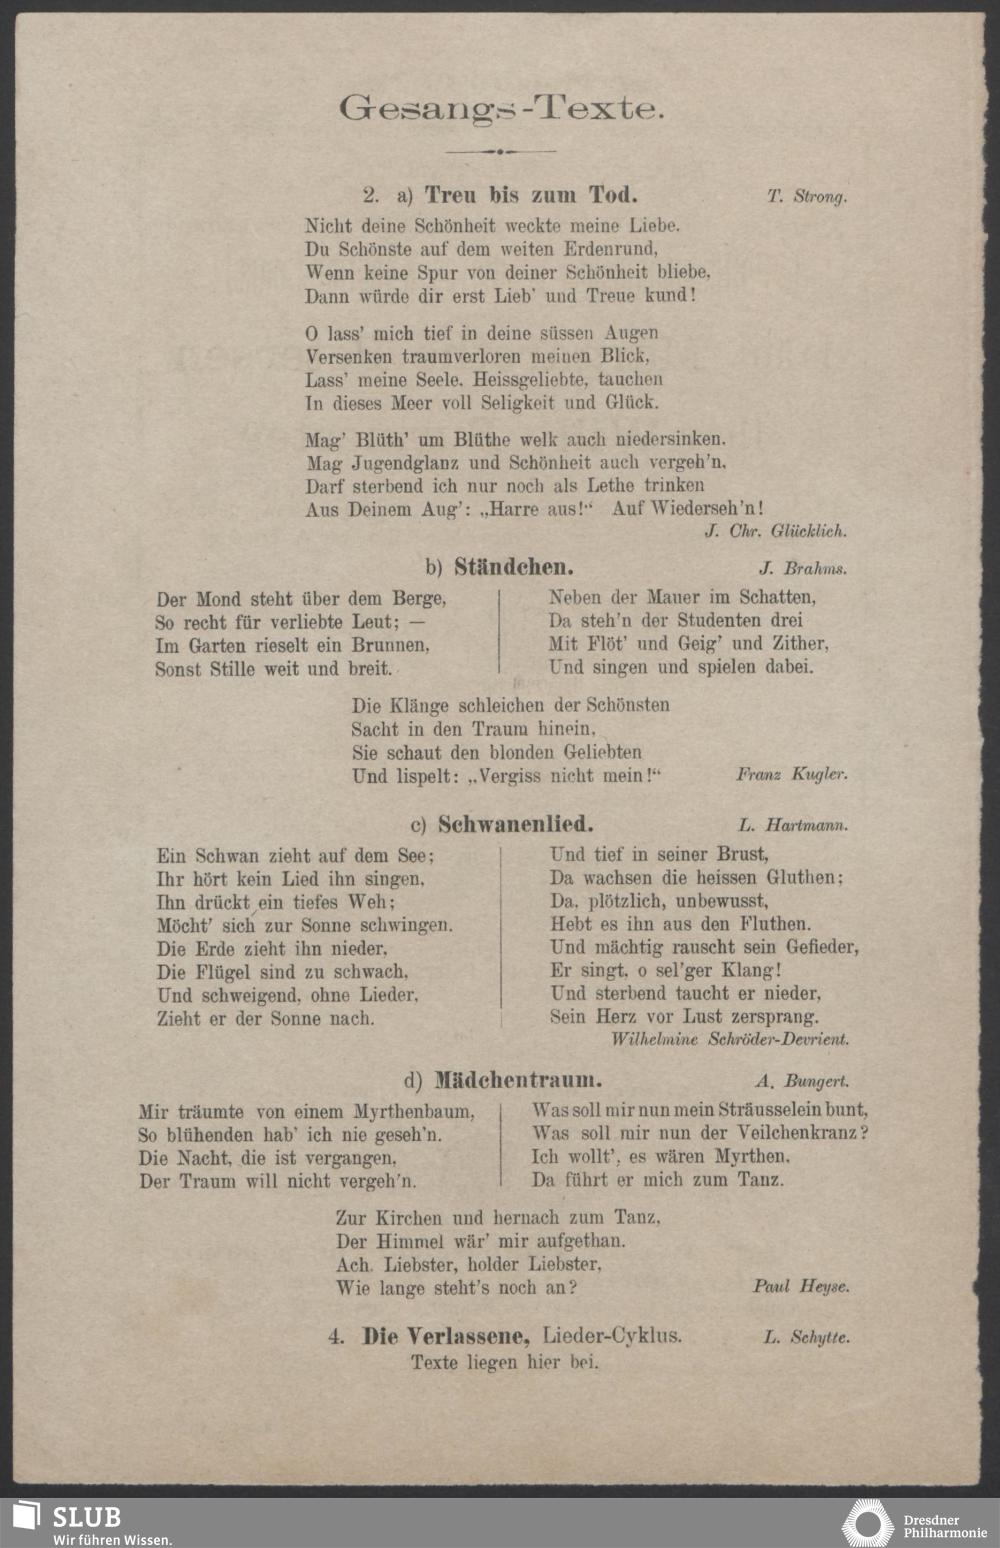 Gesangs-Texte.
2. a) Treu bis zum Tod. T. Strong.
Nicht deine Schönheit weckte meine Liebe.
Du Schönste auf dem weiten Erdenrund,
Wenn keine Spur von deiner Schönheit bliebe,
Dann würde dir erst Lieb' und Treue kund!
O lass' mich tief in deine süssen Augen
Versenken traumverloren meinen Blick,
Lass' meine Seele, Heissgeliebte, tauchen
In dieses Meer voll Seligkeit und Glück.
Mag' Blüth' um Blüthe welk auch niedersinken.
Mag Jugendglanz und Schönheit auch vergeh'n,
Darf sterbend ich nur noch als Lethe trinken
Aus Deinem Aug': „Harre aus!“ Auf Wiederseh'n!
J. Chr. Glücklich.
b) Ständchen. J. Brahms.
Der Mond steht über dem Berge,
So recht für verliebte Leut; —
Im Garten rieselt ein Brunnen,
Sonst Stille weit und breit.
Neben der Mauer im Schatten,
Da steh'n der Studenten drei
Mit Flöt' und Geig' und Zither,
Und singen und spielen dabei.
Die Klänge schleichen der Schönsten
Sacht in den Traum hinein,
Sie schaut den blonden Geliebten
Und lispelt: „Vergiss nicht mein!“ Franz Kugler.
c) Schwanenlied. L. Hartmann.
Ein Schwan zieht auf dem See;
Ihr hört kein Lied ihn singen,
Ihn drückt ein tiefes Weh;
Möcht' sich zur Sonne schwingen.
Die Erde zieht ihn nieder,
Die Flügel sind zu schwach,
Und schweigend, ohne Lieder,
Zieht er der Sonne nach.
Und tief in seiner Brust,
Da wachsen die heissen Gluthen;
Da, plötzlich, unbewusst,
Hebt es ihn aus den Fluthen.
Und mächtig rauscht sein Gefieder,
Er singt, o sel'ger Klang!
Und sterbend taucht er nieder,
Sein Herz vor Lust zersprang.
Wilhelmine Schröder-Devrient.
d) Mädchentraum. A. Bungert.
Mir träumte von einem Myrthenbaum,
So blühenden hab' ich nie geseh'n.
Die Nacht, die ist vergangen,
Der Traum will nicht vergeh'n.
Was soll mir nun mein Sträusselein bunt,
Was soll mir nun der Veilchenkranz?
Ich wollt', es wären Myrthen,
Da führt er mich zum Tanz.
Zur Kirchen und hernach zum Tanz,
Der Himmel wär' mir aufgethan.
Ach, Liebster, holder Liebster,
Wie lange steht's noch an? Paul Heyse.
4. Die Verlassene, Lieder-Cyklus. L. Schytte.
Texte liegen hier bei.
SLUB
Wir führen Wissen.
Dresdner
Philharmonie